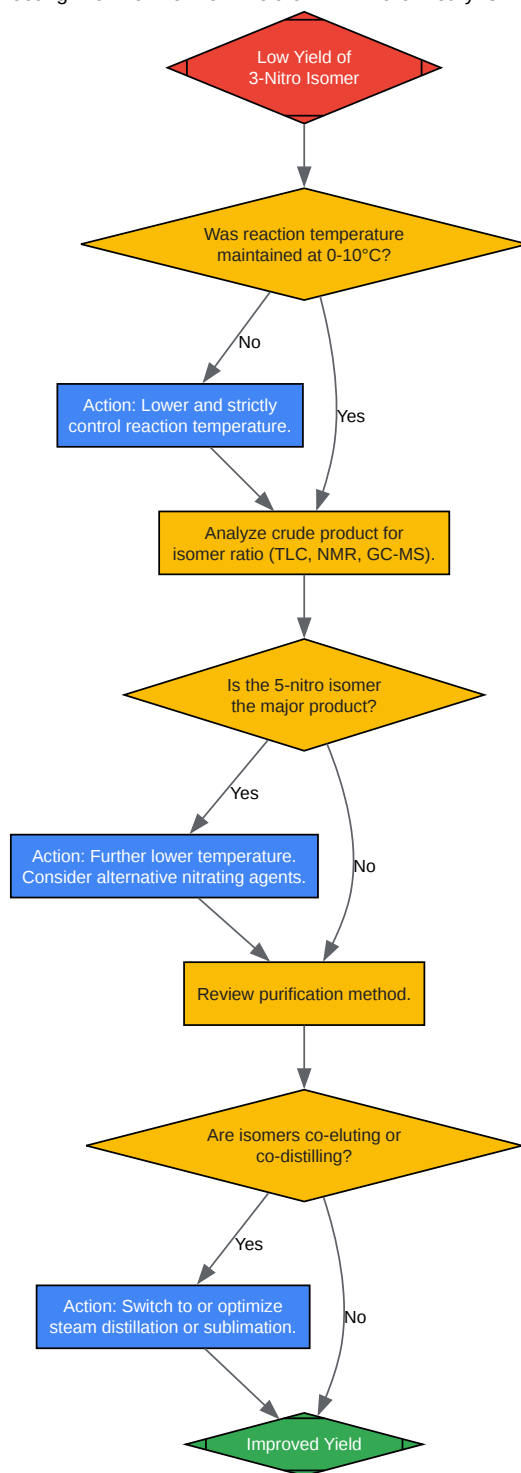 Low Yield of
3-Nitro Isomer
Was reaction temperature
maintained at 0-10°C?
No
Yes
Action: Lower and strictly
control reaction temperature.
Analyze crude product for
isomer ratio (TLC, NMR, GC-MS).
Is the 5-nitro isomer
the major product?
Yes
No
Action: Further lower temperature.
Consider alternative nitrating agents.
Review purification method.
Are isomers co-eluting or
co-distilling?
Yes
No
Action: Switch to or optimize
steam distillation or sublimation.
Improved Yield